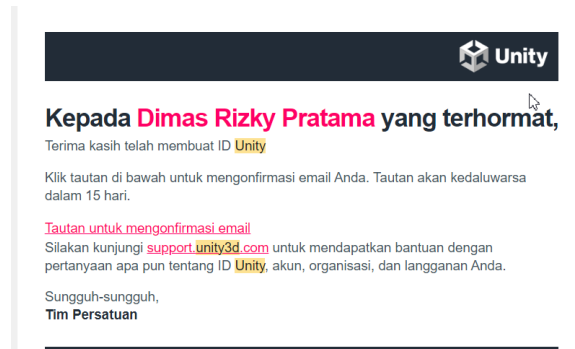 Unity
Kepada Dimas Rizky Pratama yang terhormat,
Terima kasih telah membuat ID Unity
Klik tautan di bawah untuk mengonfirmasi email Anda. Tautan akan kedaluwarsa
dalam 15 hari.
Tautan untuk mengonfirmasi email
Silakan kunjungi support.unity3d.com untuk mendapatkan bantuan dengan
pertanyaan apa pun tentang ID Unity, akun, organisasi, dan langganan Anda.
Sungguh-sungguh,
Tim Persatuan